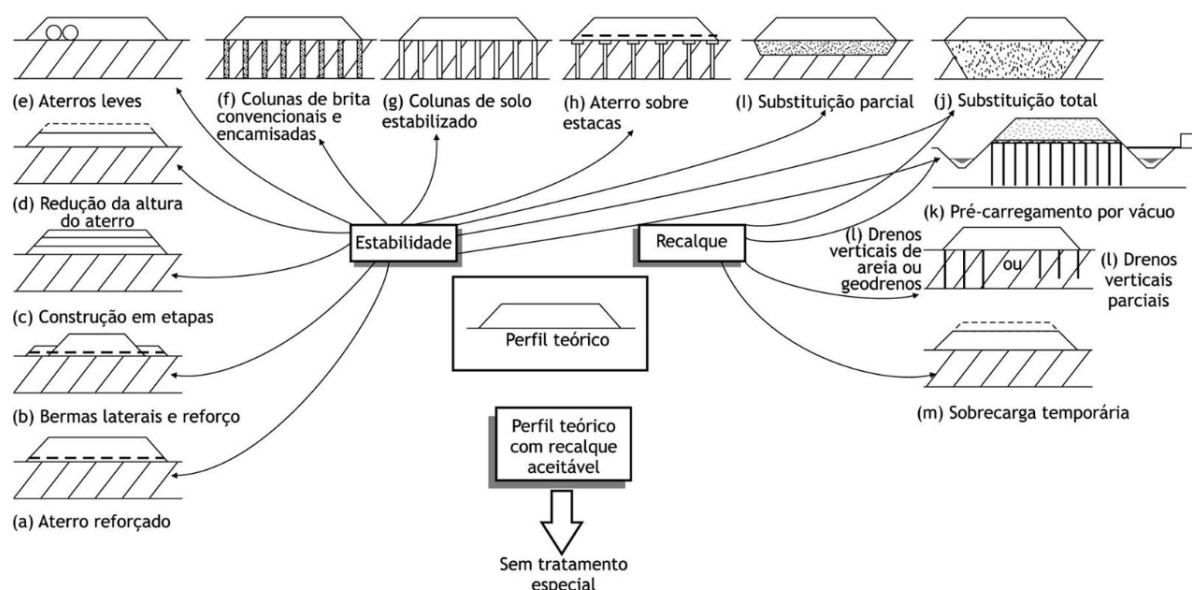 (e) Aterros leves
(f) Colunas de brita
convencionais e
encamisadas
(g) Colunas de solo
estabilizado
(h) Aterro sobre
estacas
(l) Substituição parcial
(j) Substituição total
(d) Redução da altura
do aterro
(k) Pré-carregamento por vácuo
Estabilidade
Recalque
(l) Drenos
verticais de
areia ou
geodrenos
ou
(l) Drenos
verticais
parciais
(c) Construção em etapas
Perfil teórico
(b) Bermas laterais e reforço
(m) Sobrecarga temporária
Perfil teórico
com recalque
aceitável
(a) Aterro reforçado
Sem tratamento
especial